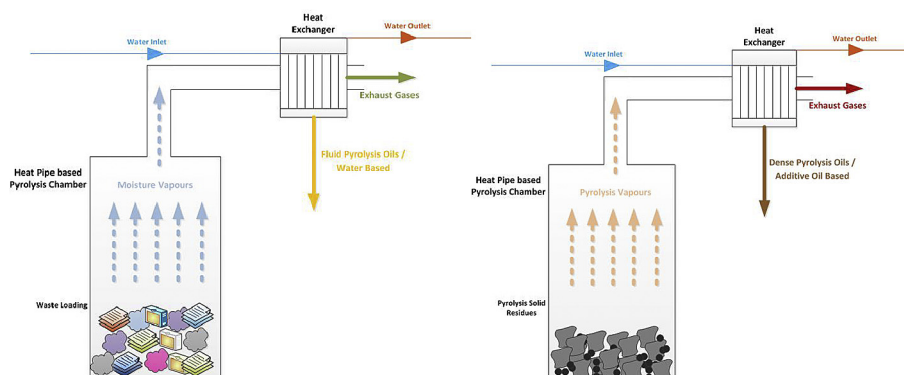 Heat
Exchanger
Water Outlet
Water Inlet
Exhaust Gases
Fluid Pyrolysis Oils /
Water Based
Heat Pipe based
Pyrolysis Chamber
Moisture Vapours
Waste Loading
Heat
Exchanger
Water Outlet
Water Inlet
Exhaust Gases
Dense Pyrolysis Oils /
Additive Oil Based
Heat Pipe based
Pyrolysis Chamber
Pyrolysis Vapours
Pyrolysis Solid
Residues